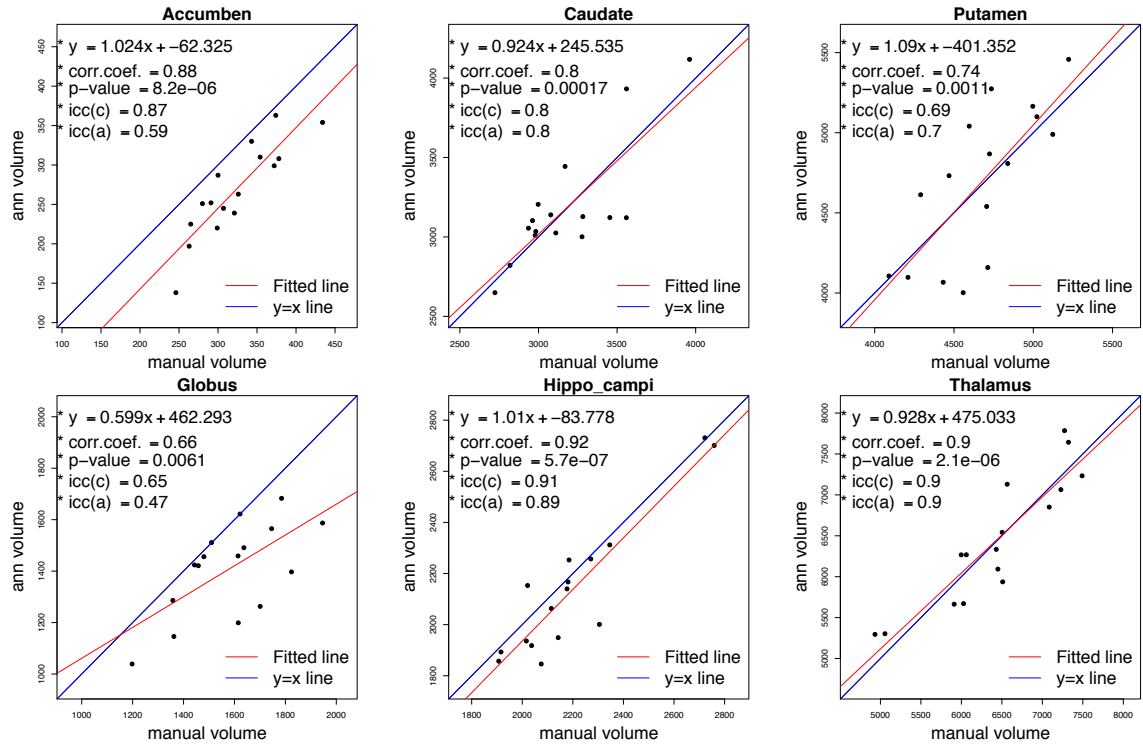 Accumben
* y = 1.024x + −62.325
* corr.coef. = 0.88
* p−value = 8.2e−06
* icc(c) = 0.87
* icc(a) = 0.59
Fitted line
y=x line
ann volume
100 150 200 250 300 350 400 450
100 150 200 250 300 350 400 450
manual volume
Caudate
* y = 0.924x + 245.535
* corr.coef. = 0.8
* p−value = 0.00017
* icc(c) = 0.8
* icc(a) = 0.8
Fitted line
y=x line
ann volume
2500 3000 3500 4000
2500 3000 3500 4000
manual volume
Putamen
* y = 1.09x + −401.352
* corr.coef. = 0.74
* p−value = 0.0011
* icc(c) = 0.69
* icc(a) = 0.7
Fitted line
y=x line
ann volume
4000 4500 5000 5500
4000 4500 5000 5500
manual volume
Globus
* y = 0.599x + 462.293
* corr.coef. = 0.66
* p−value = 0.0061
* icc(c) = 0.65
* icc(a) = 0.47
Fitted line
y=x line
ann volume
1000 1200 1400 1600 1800 2000
1000 1200 1400 1600 1800 2000
manual volume
Hippo_campi
* y = 1.01x + −83.778
* corr.coef. = 0.92
* p−value = 5.7e−07
* icc(c) = 0.91
* icc(a) = 0.89
Fitted line
y=x line
ann volume
1800 2000 2200 2400 2600 2800
1800 2000 2200 2400 2600 2800
manual volume
Thalamus
* y = 0.928x + 475.033
* corr.coef. = 0.9
* p−value = 2.1e−06
* icc(c) = 0.9
* icc(a) = 0.9
Fitted line
y=x line
ann volume
5000 5500 6000 6500 7000 7500 8000
5000 5500 6000 6500 7000 7500 8000
manual volume